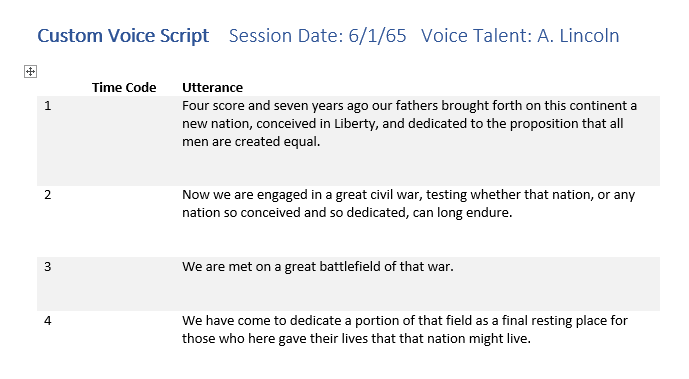 Custom Voice Script Session Date: 6/1/65 Voice Talent: A. Lincoln
Time Code Utterance
1 Four score and seven years ago our fathers brought forth on this continent a
new nation, conceived in Liberty, and dedicated to the proposition that all
men are created equal.
2 Now we are engaged in a great civil war, testing whether that nation, or any
nation so conceived and so dedicated, can long endure.
3 We are met on a great battlefield of that war.
4 We have come to dedicate a portion of that field as a final resting place for
those who here gave their lives that that nation might live.